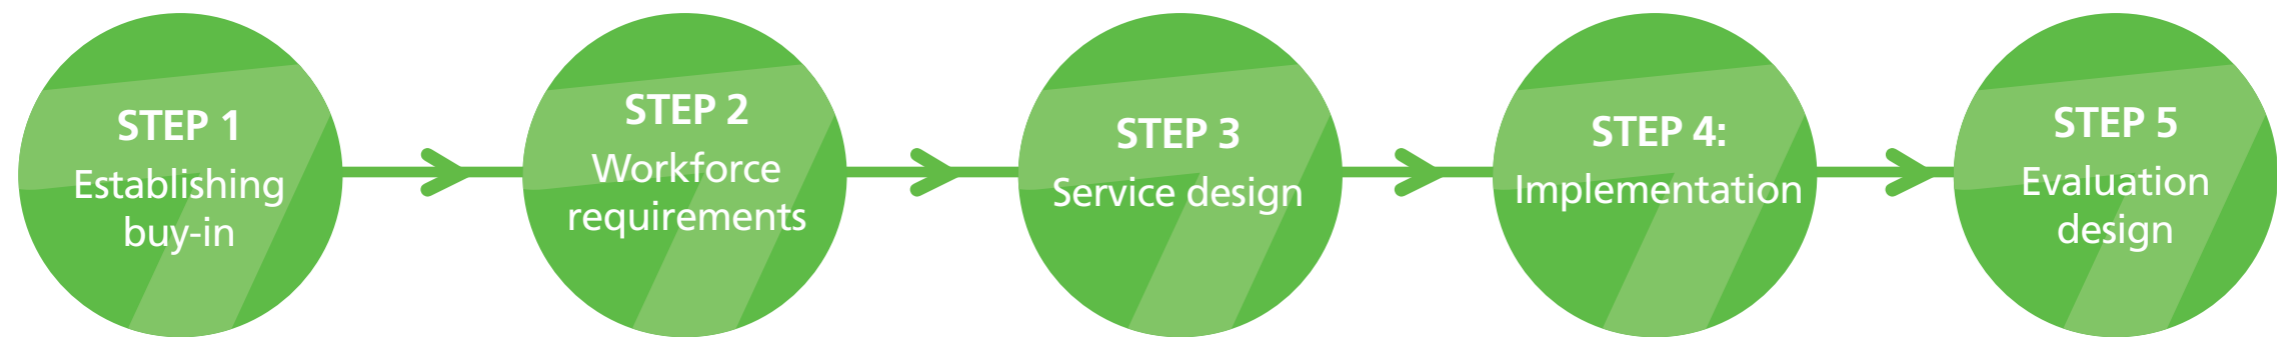 STEP 1
Establishing
buy-in
STEP 2
Workforce
requirements
STEP 3
Service design
STEP 4:
Implementation
STEP 5
Evaluation
design